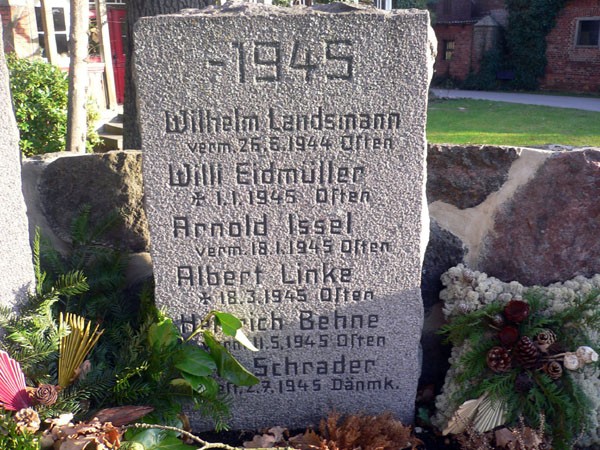 -1945
Wilhelm Landsmann
verm. 26.6.1944 Osten
Willi Eidmüller
* 1.1.1945 Osten
Arnold Issel
verm. 18.1.1945 Osten
Albert Linke
* 18.3.1945 Osten
Behne
11.5.1945 Osten
Schrader
2.7.1945 Dänmk.